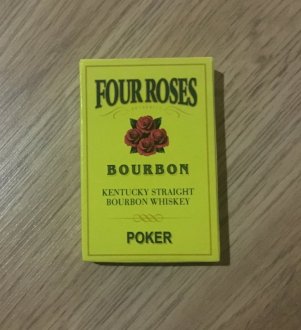 FOUR ROSES
BOURBON
KENTUCKY STRAIGHT
BOURBON WHISKEY
POKER